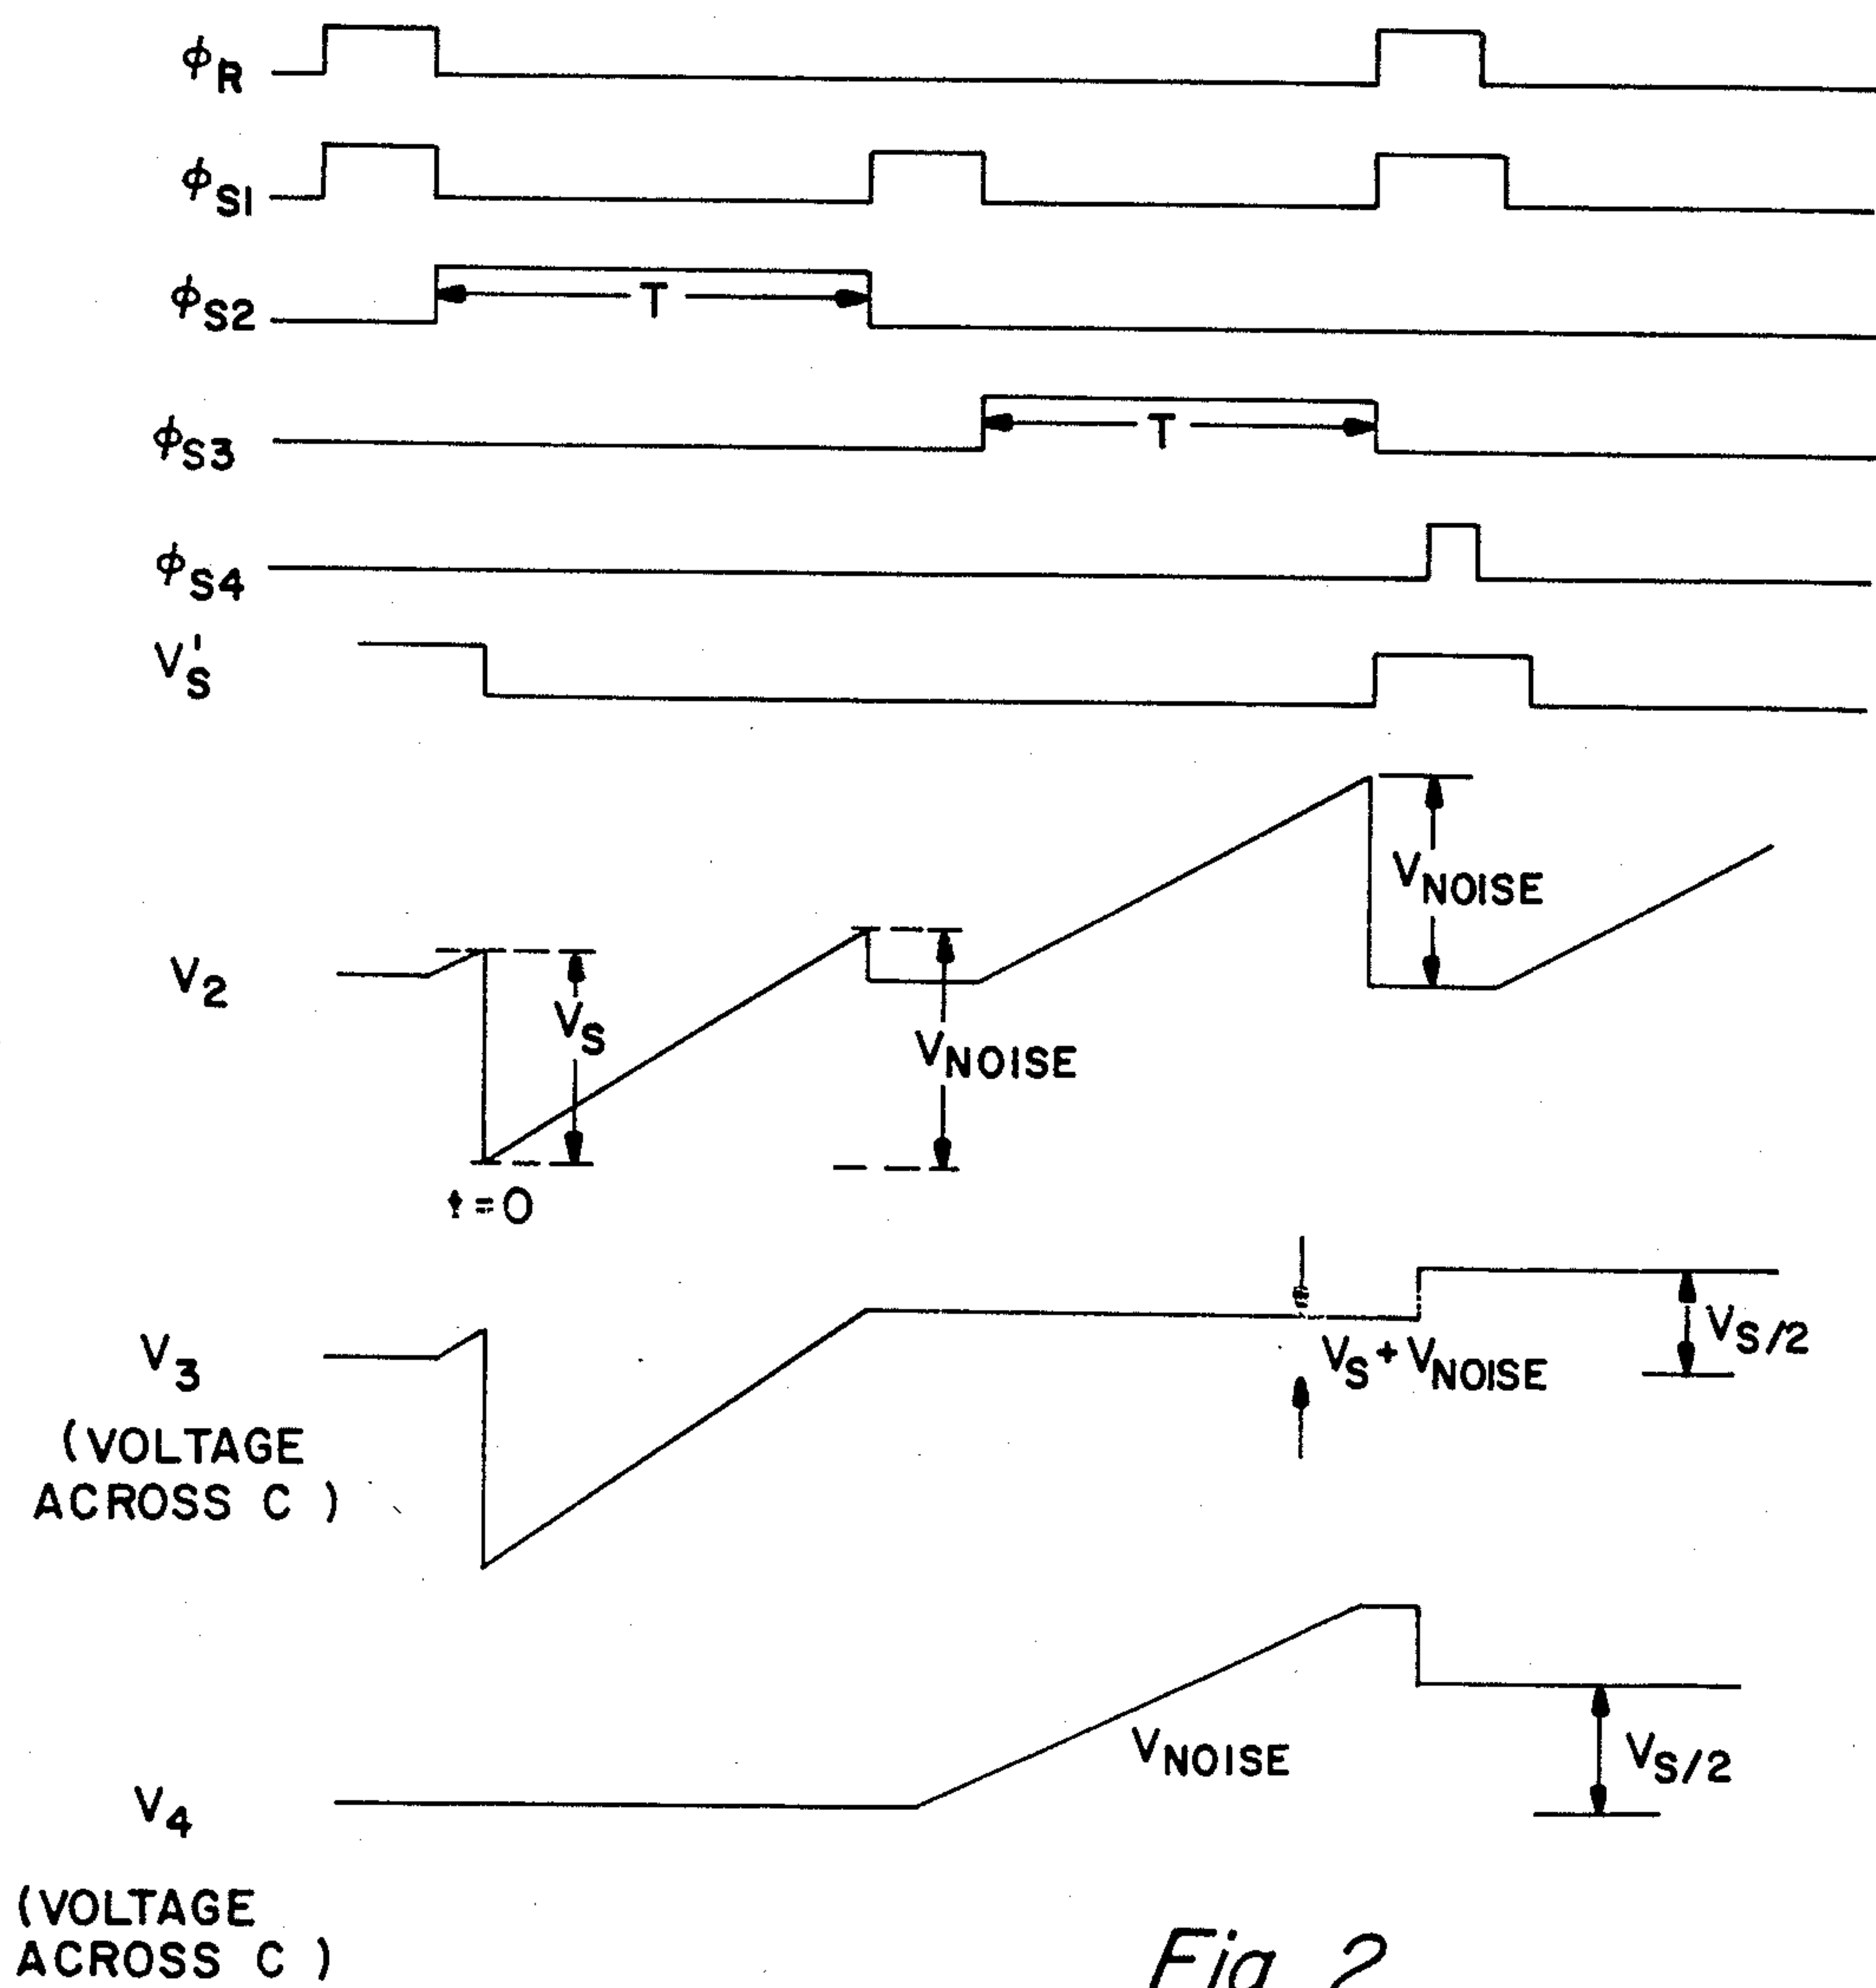 ϕR
ϕS1
ϕS2
T
ϕS3
T
ϕS4
VS'
VNOISE
V2
VS
VNOISE
t=0
V3
(VOLTAGE
ACROSS C )
VS + VNOISE
VS/2
V4
VNOISE
VS/2
(VOLTAGE
ACROSS C )
Fig 2